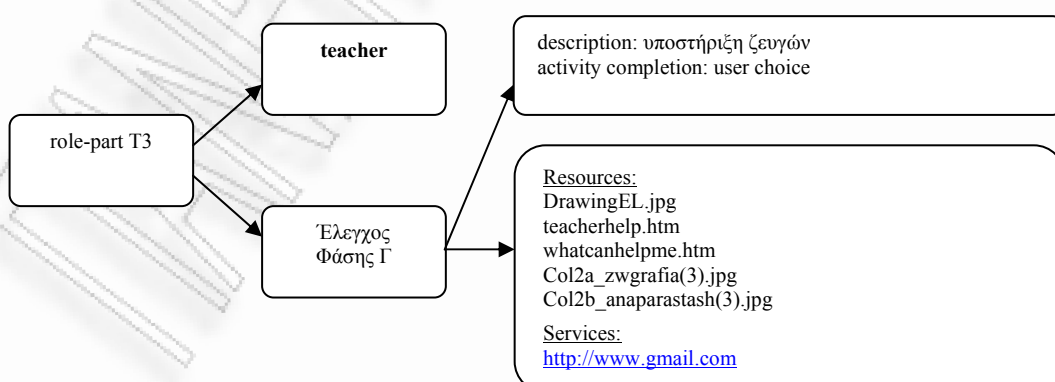 teacher
description: υποστήριξη ζευγών
activity completion: user choice
role-part T3
Έλεγχος
Φάσης Γ
Resources:
DrawingEL.jpg
teacherhelp.htm
whatcanhelpme.htm
Col2a_zwgrafia(3).jpg
Col2b_anaparastash(3).jpg
Services:
http://www.gmail.com